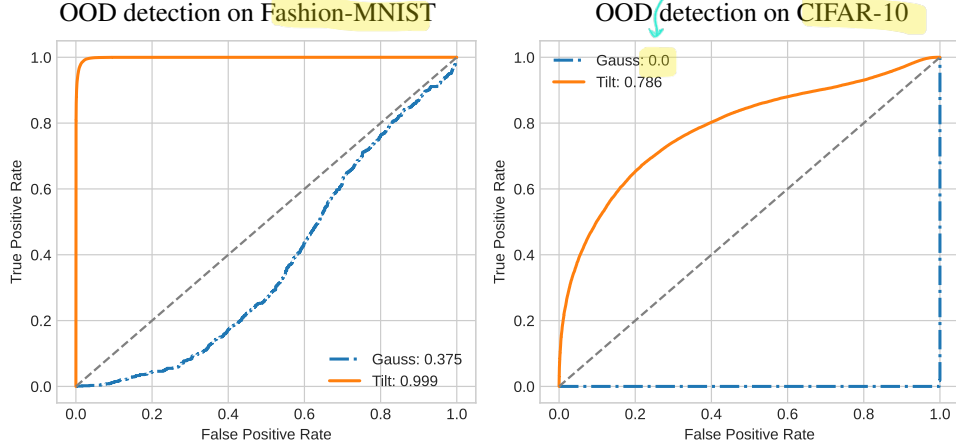 OOD detection on Fashion-MNIST
1.0
0.8
0.6
0.4
0.2
0.0
True Positive Rate
Gauss: 0.375
Tilt: 0.999
0.0 0.2 0.4 0.6 0.8 1.0
False Positive Rate
OOD detection on CIFAR-10
1.0
0.8
0.6
0.4
0.2
0.0
True Positive Rate
Gauss: 0.0
Tilt: 0.786
0.0 0.2 0.4 0.6 0.8 1.0
False Positive Rate